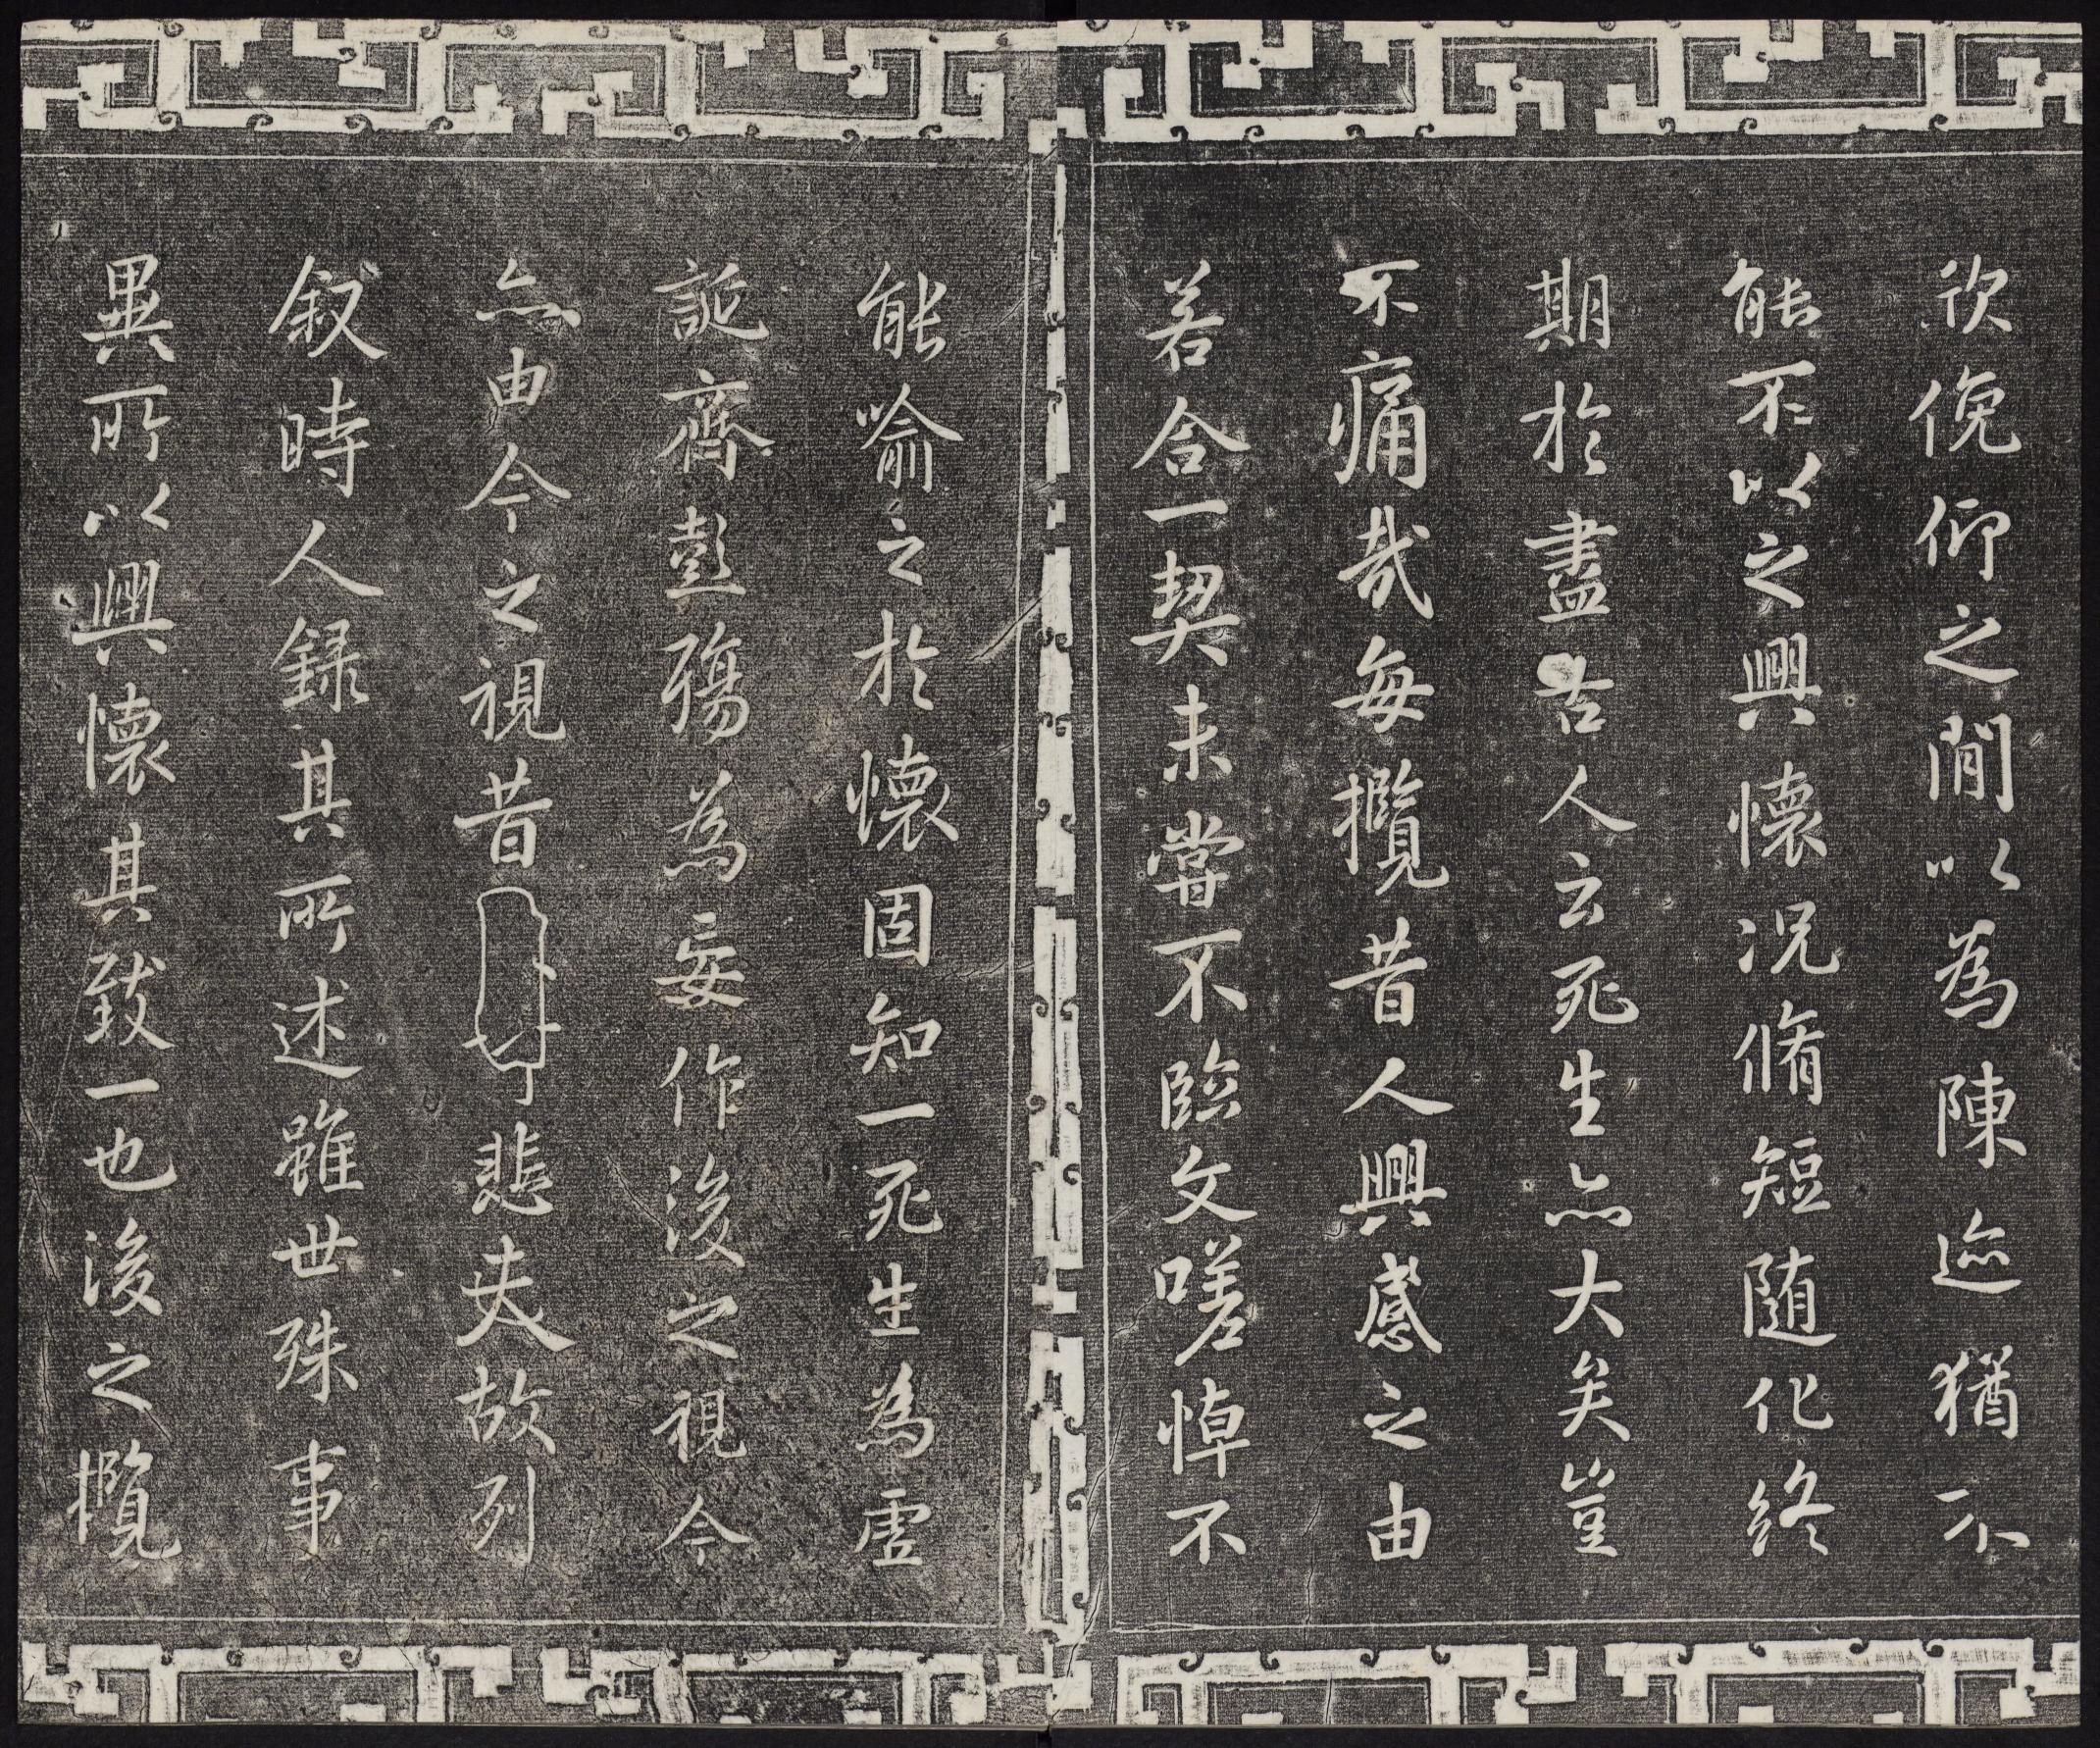 欣俛仰之閒以為陳迹猶不
能不以之興懷況脩短随化終
期於盡古人云死生亦大矣豈
不痛哉每攬昔人興感之由
若合一契未嘗不臨文嗟悼不
能喻之於懷固知一死生為虛
誕齊彭殤為妄作後之視今
亦由今之視昔悲夫故列
叙時人録其所述雖世殊事
異所以興懷其致一也後之攬